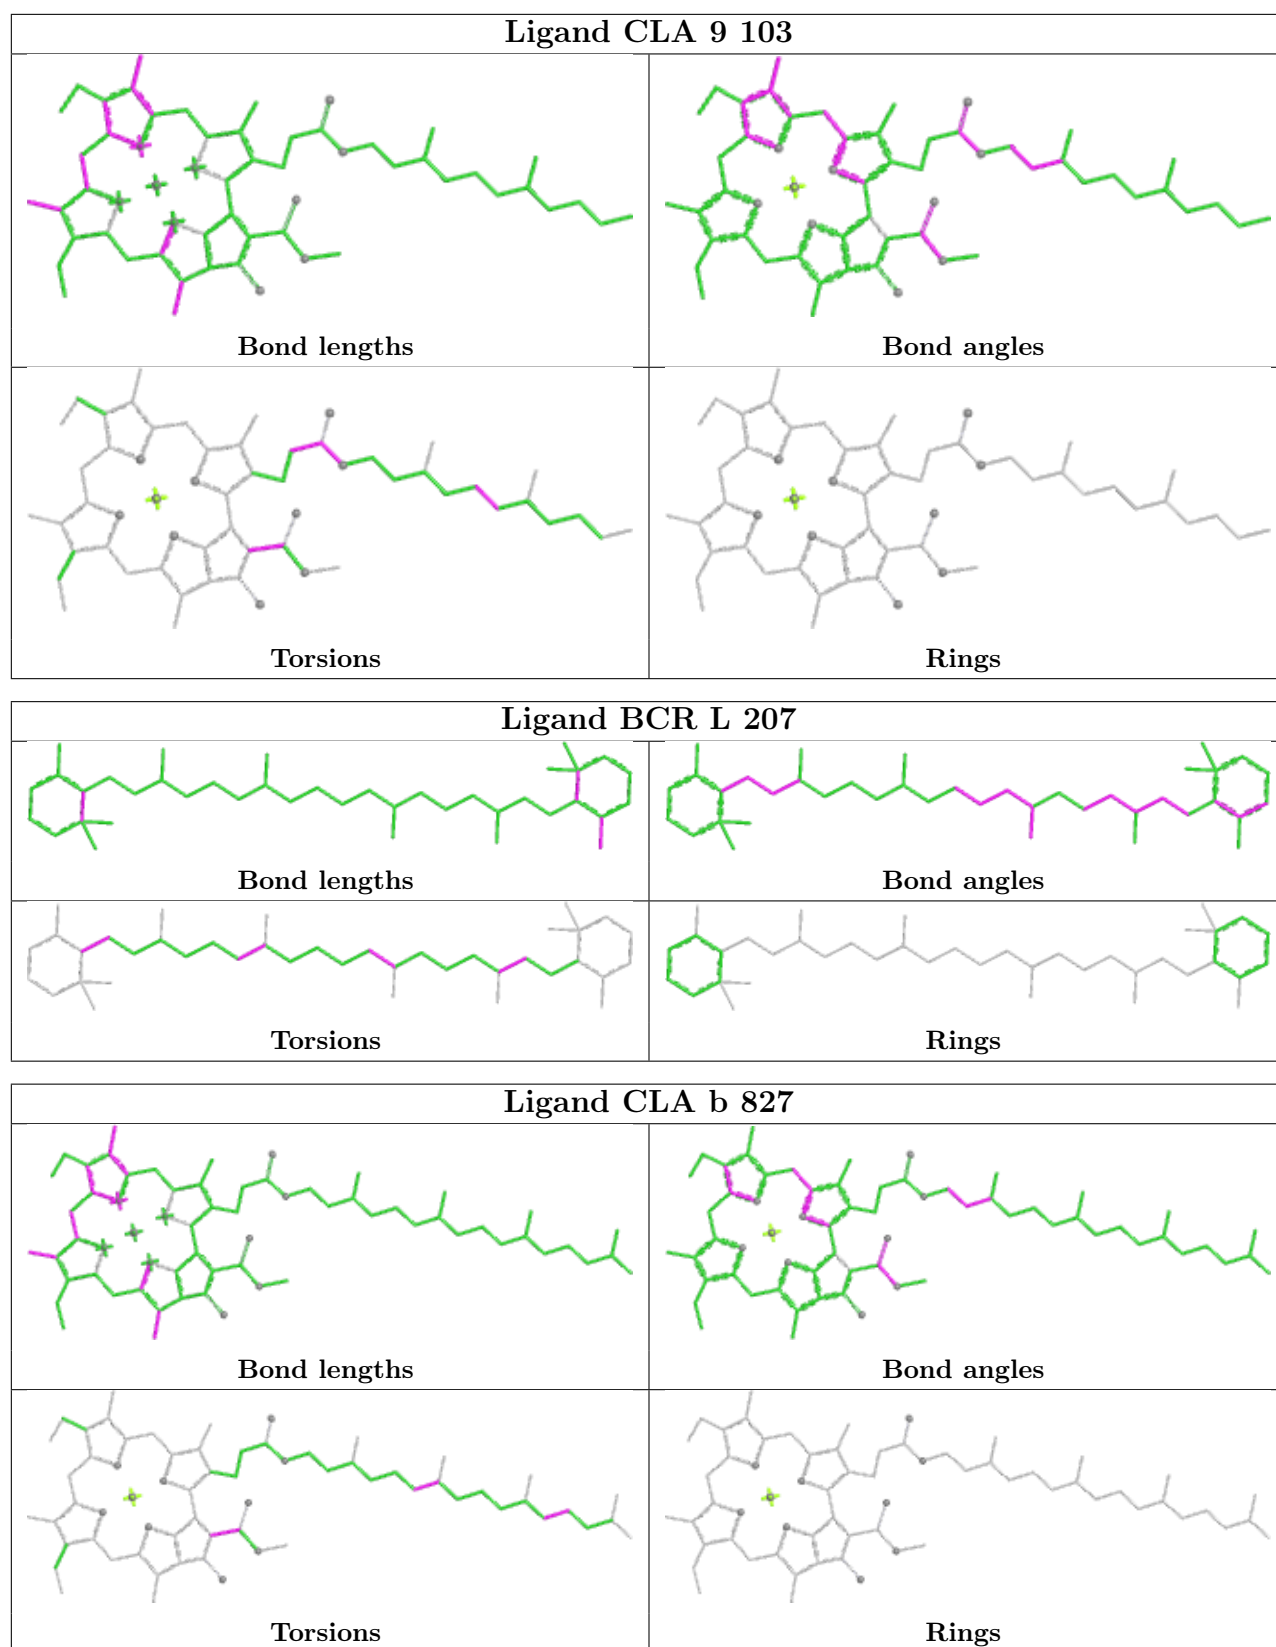 Ligand CLA 9 103
Bond lengths
Bond angles
Torsions
Rings
Ligand BCR L 207
Bond lengths
Bond angles
Torsions
Rings
Ligand CLA b 827
Bond lengths
Bond angles
Torsions
Rings